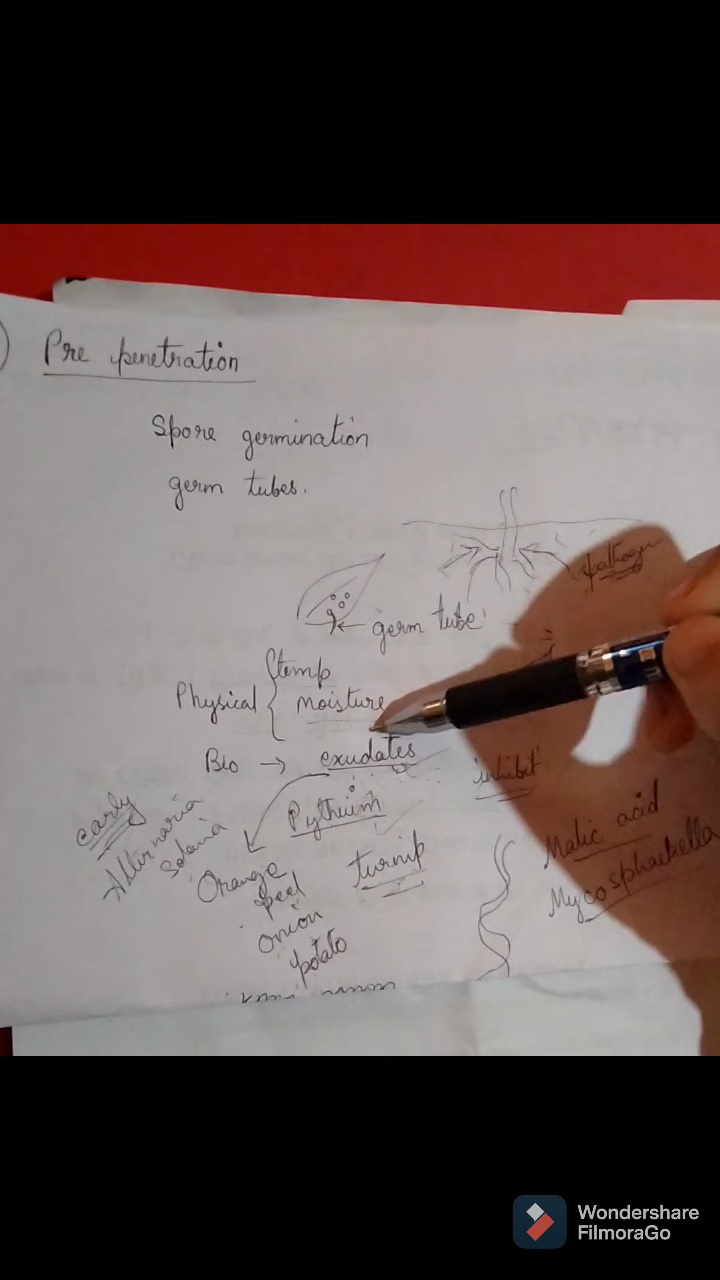 Pre penetration
Spore germination
germ tubes.
pathogen
germ tube
Physical { temp
moisture
Bio → exudates
inhibit
early
Pythium
Malic acid
Alternaria
Solania
Orange
peel
turnip
Mycosphaerella
onion
potato
Wondershare
FilmoraGo